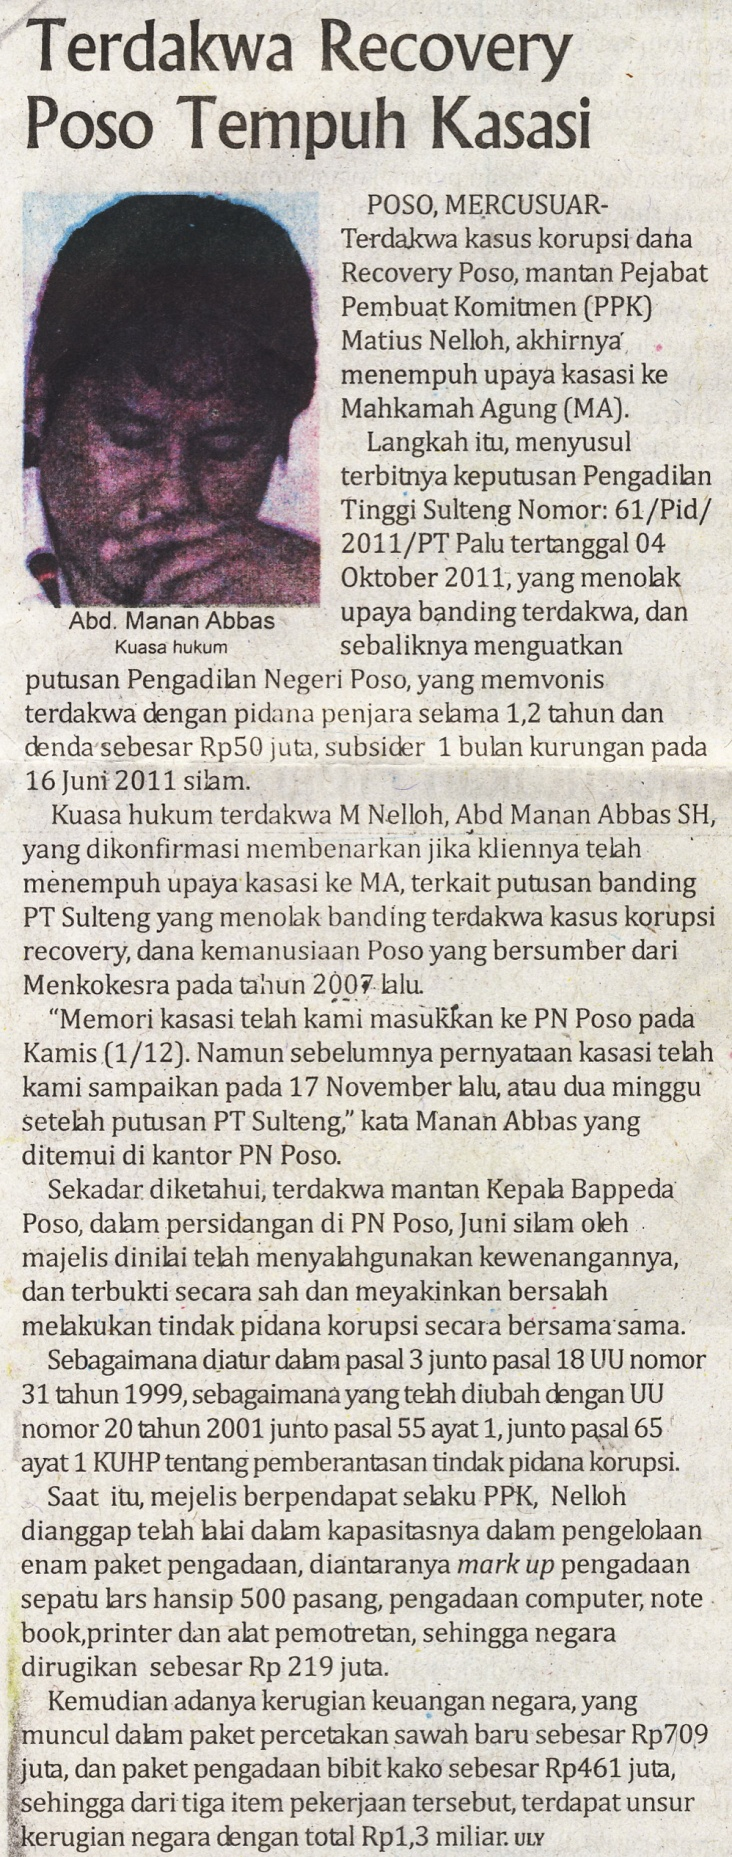 Terdakwa Recovery
Poso Tempuh Kasasi
POSO, MERCUSUAR-
Terdakwa kasus korupsi dana
Recovery Poso, mantan Pejabat
Pembuat Komitmen (PPK)
Matius Nelloh, akhirnya
menempuh upaya kasasi ke
Mahkamah Agung (MA).
Langkah itu, menyusul
terbitnya keputusan Pengadilan
Tinggi Sulteng Nomor: 61/Pid/
2011/PT Palu tertanggal 04
Oktober 2011, yang menolak
upaya banding terdakwa, dan
sebaliknya menguatkan
Abd. Manan Abbas
Kuasa hukum
putusan Pengadilan Negeri Poso, yang memvonis
terdakwa dengan pidana penjara selama 1,2 tahun dan
denda sebesar Rp50 juta, subsider 1 bulan kurungan pada
16 Juni 2011 silam.
Kuasa hukum terdakwa M Nelloh, Abd Manan Abbas SH,
yang dikonfirmasi membenarkan jika kliennya telah
menempuh upaya kasasi ke MA, terkait putusan banding
PT Sulteng yang menolak banding terdakwa kasus korupsi
recovery, dana kemanusiaan Poso yang bersumber dari
Menkokesra pada tahun 2007 lalu.
“Memori kasasi telah kami masukkan ke PN Poso pada
Kamis (1/12). Namun sebelumnya pernyataan kasasi telah
kami sampaikan pada 17 November lalu, atau dua minggu
setelah putusan PT Sulteng,” kata Manan Abbas yang
ditemui di kantor PN Poso.
Sekadar diketahui, terdakwa mantan Kepala Bappeda
Poso, dalam persidangan di PN Poso, Juni silam oleh
majelis dinilai telah menyalahgunakan kewenangannya,
dan terbukti secara sah dan meyakinkan bersalah
melakukan tindak pidana korupsi secara bersama sama.
Sebagaimana diatur dalam pasal 3 junto pasal 18 UU nomor
31 tahun 1999, sebagaimana yang telah diubah dengan UU
nomor 20 tahun 2001 junto pasal 55 ayat 1, junto pasal 65
ayat 1 KUHP tentang pemberantasan tindak pidana korupsi.
Saat itu, mejelis berpendapat selaku PPK, Nelloh
dianggap telah lalai dalam kapasitasnya dalam pengelolaan
enam paket pengadaan, diantaranya mark up pengadaan
sepatu lars hansip 500 pasang, pengadaan computer, note
book,printer dan alat pemotretan, sehingga negara
dirugikan sebesar Rp 219 juta.
Kemudian adanya kerugian keuangan negara, yang
muncul dalam paket percetakan sawah baru sebesar Rp709
juta, dan paket pengadaan bibit kako sebesar Rp461 juta,
sehingga dari tiga item pekerjaan tersebut, terdapat unsur
kerugian negara dengan total Rp1,3 miliar. ULY